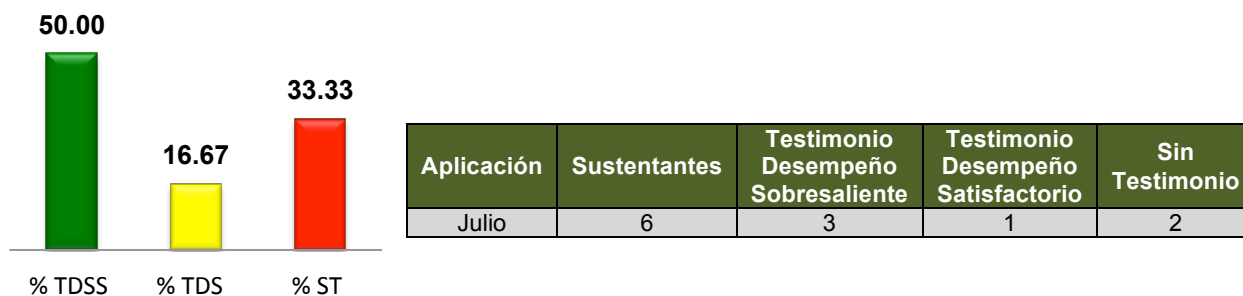 50.00
16.67
33.33
% TDSS
% TDS
% ST
Aplicación
Sustentantes
Testimonio
Desempeño
Sobresaliente
Testimonio
Desempeño
Satisfactorio
Sin
Testimonio
Julio
6
3
1
2